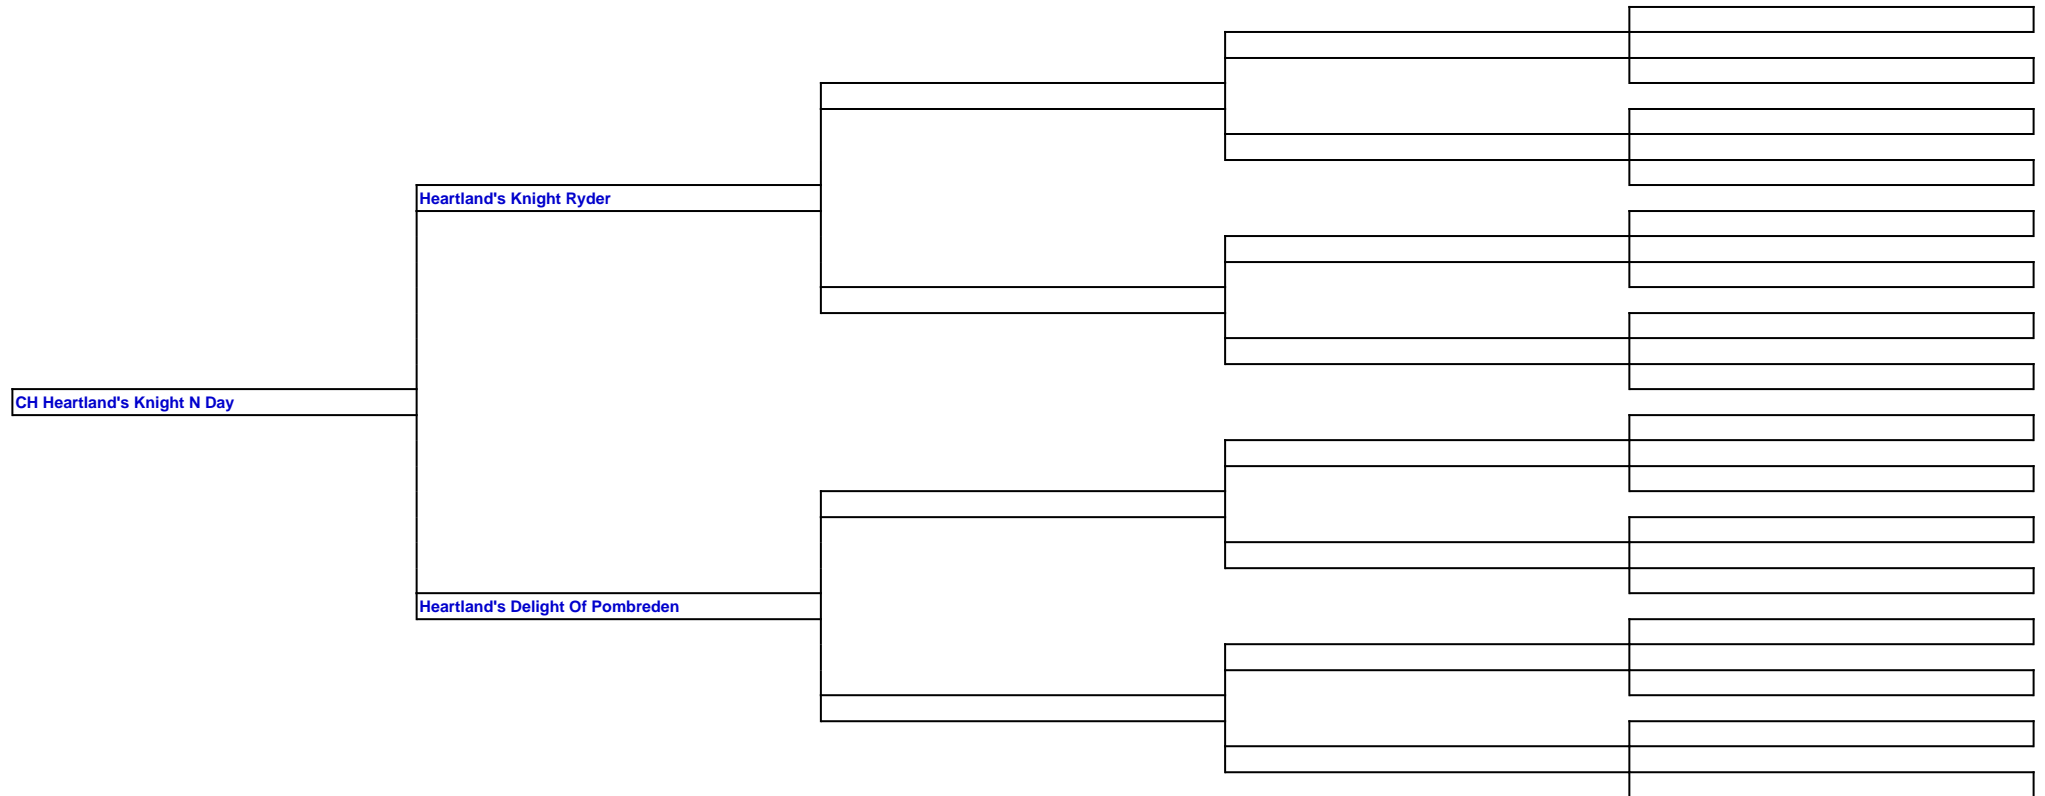 Heartland's Knight Ryder
CH Heartland's Knight N Day
Heartland's Delight Of Pombreden